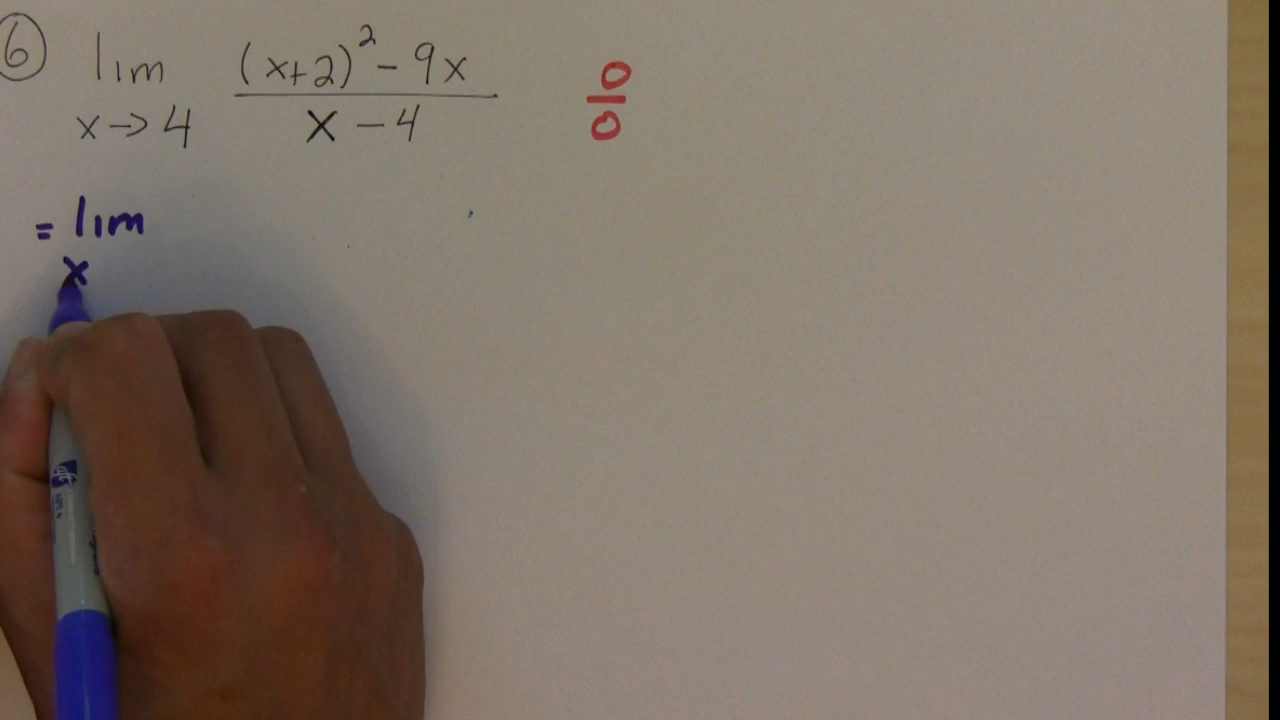 6 lim x→4 ((x+2)² - 9x)/(x - 4) 0/0
= lim x